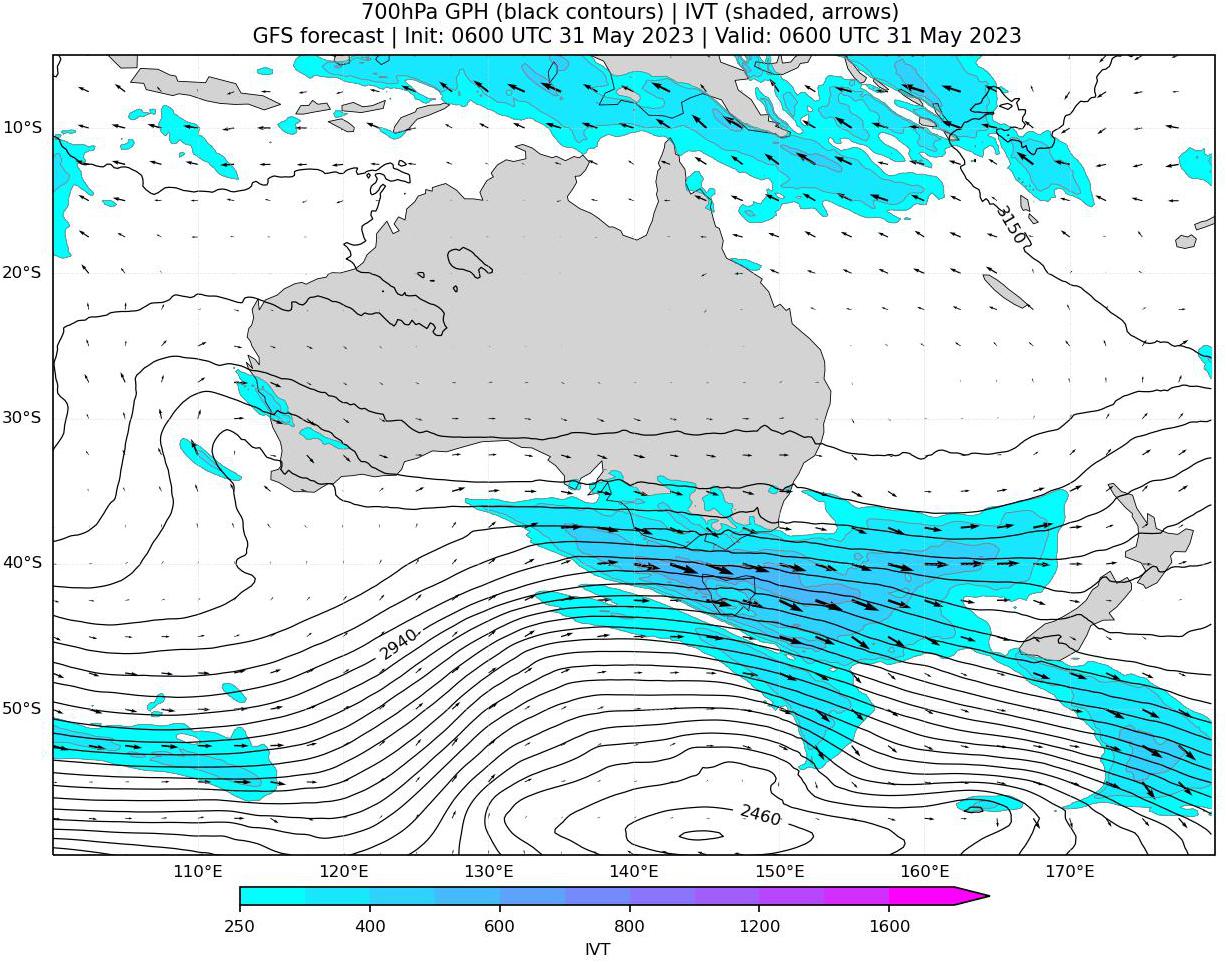 700hPa GPH (black contours) | IVT (shaded, arrows)
GFS forecast | Init: 0600 UTC 31 May 2023 | Valid: 0600 UTC 31 May 2023
10°S
3150
20°S
30°S
40°S
2940
50°S
2460
110°E 120°E 130°E 140°E 150°E 160°E 170°E
250 400 600 800 1200 1600
IVT